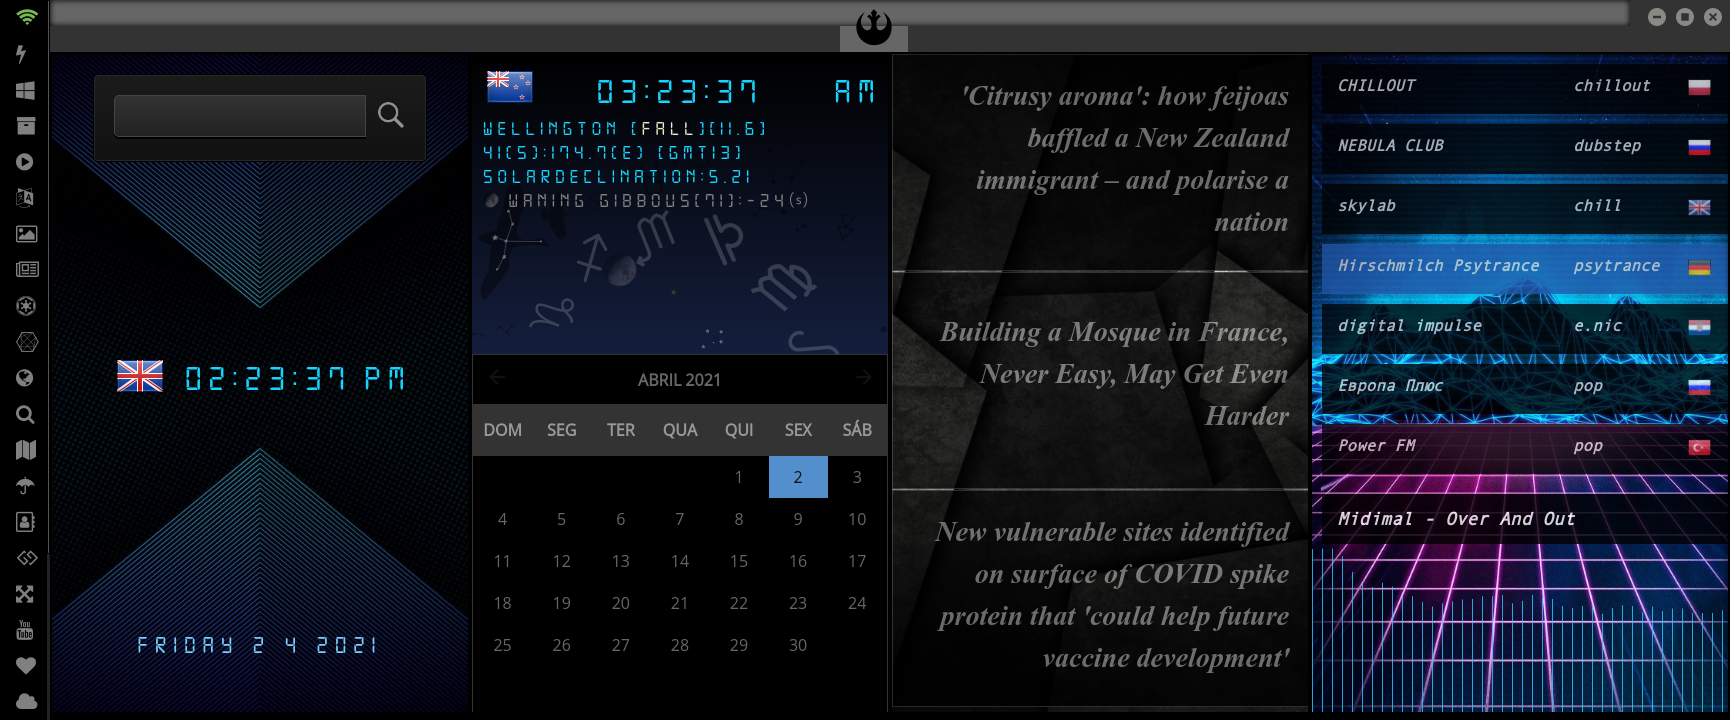 02:23:37 PM
FRIDAY 2 4 2021
03:23:37 AM
WELLINGTON [FALL][11.6]
41(S):174.7(E) [GMT13]
SOLARDECLINATION:5.21
WANING GIBBOUS[71]:-24(s)
ABRIL 2021
DOM SEG TER QUA QUI SEX SÁB
1 2 3
4 5 6 7 8 9 10
11 12 13 14 15 16 17
18 19 20 21 22 23 24
25 26 27 28 29 30
'Citrusy aroma': how feijoas
baffled a New Zealand
immigrant – and polarise a
nation
Building a Mosque in France,
Never Easy, May Get Even
Harder
New vulnerable sites identified
on surface of COVID spike
protein that 'could help future
vaccine development'
CHILLOUT chillout
NEBULA CLUB dubstep
skylab chill
Hirschmilch Psytrance psytrance
digital impulse e.nic
Европа Плюс pop
Power FM pop
Midimal - Over And Out
You
Tube